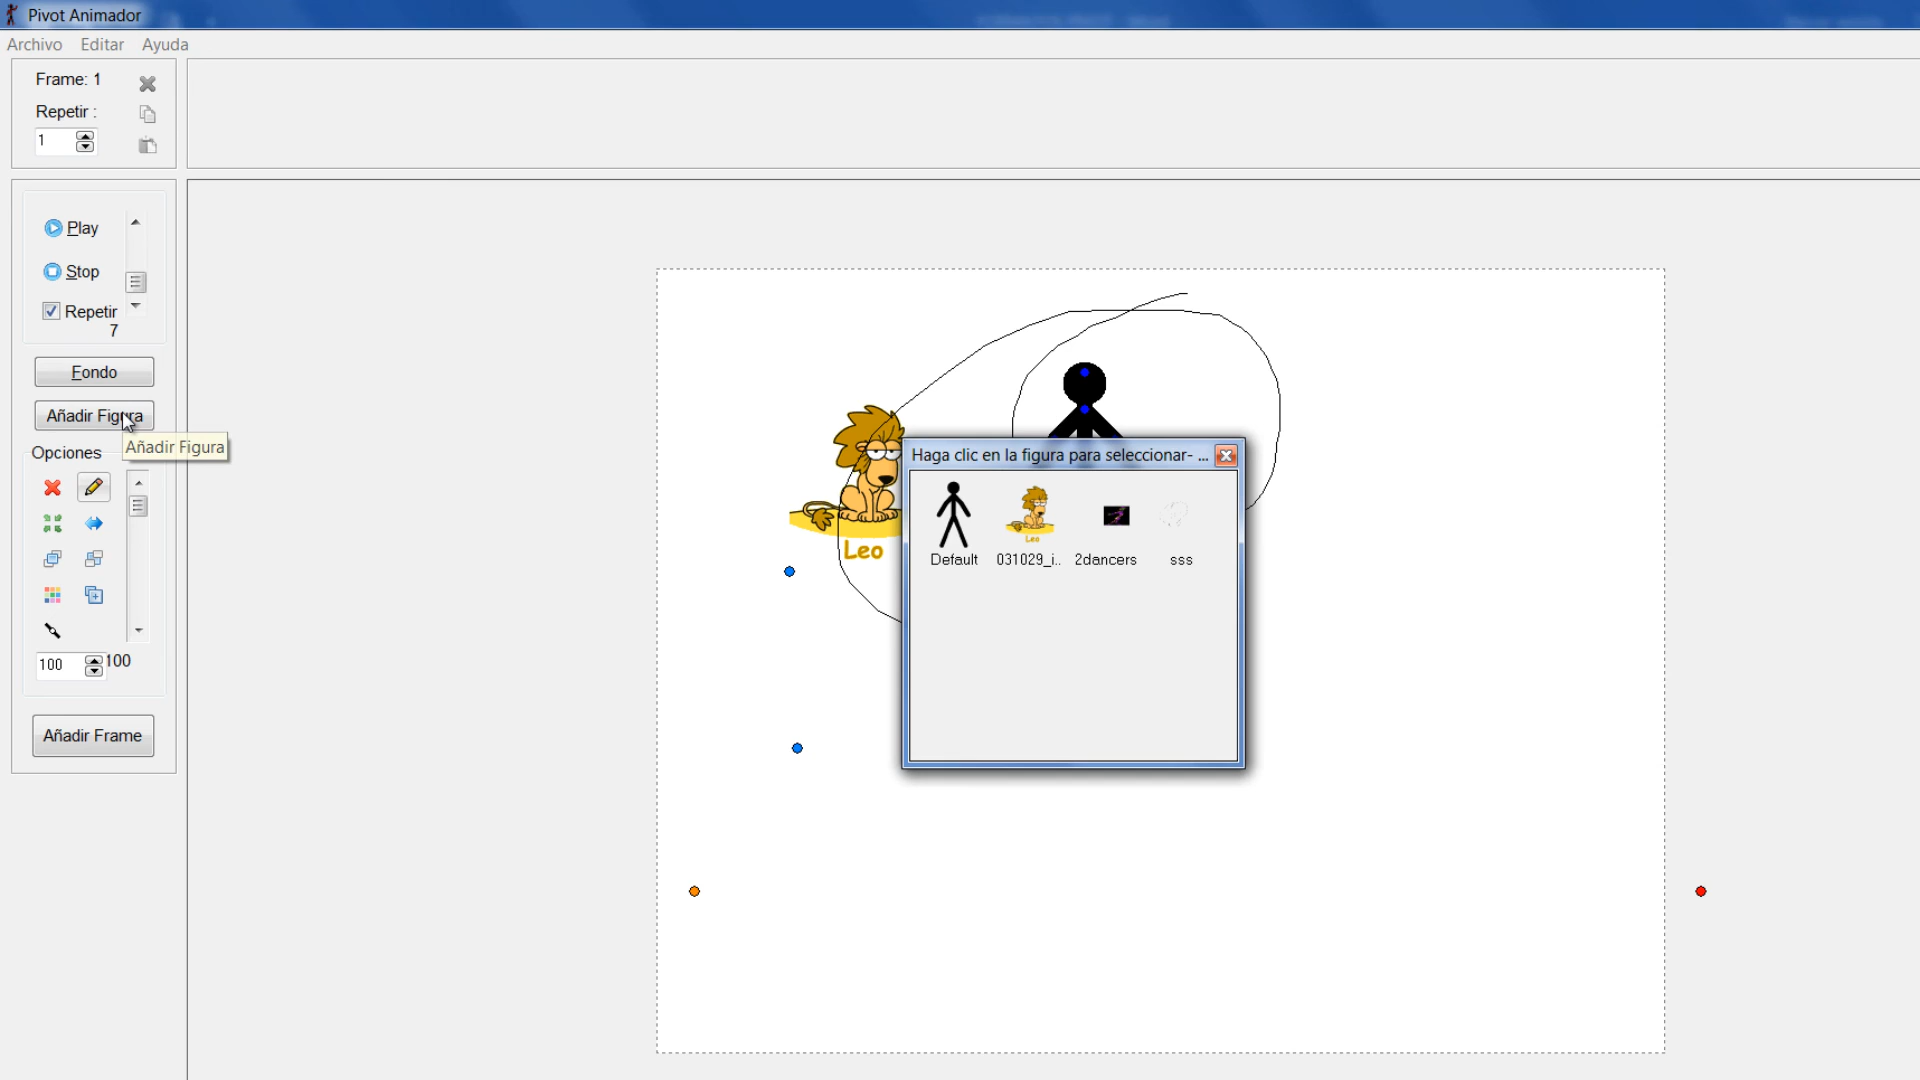 Pivot Animador
Archivo Editar Ayuda
Frame: 1
Repetir :
1
Play
Stop
Repetir
7
Fondo
Añadir Figura
Añadir Figura
Opciones
100 100
Añadir Frame
Leo
Haga clic en la figura para seleccionar- ...
Leo
Default 031029_i.. 2dancers sss